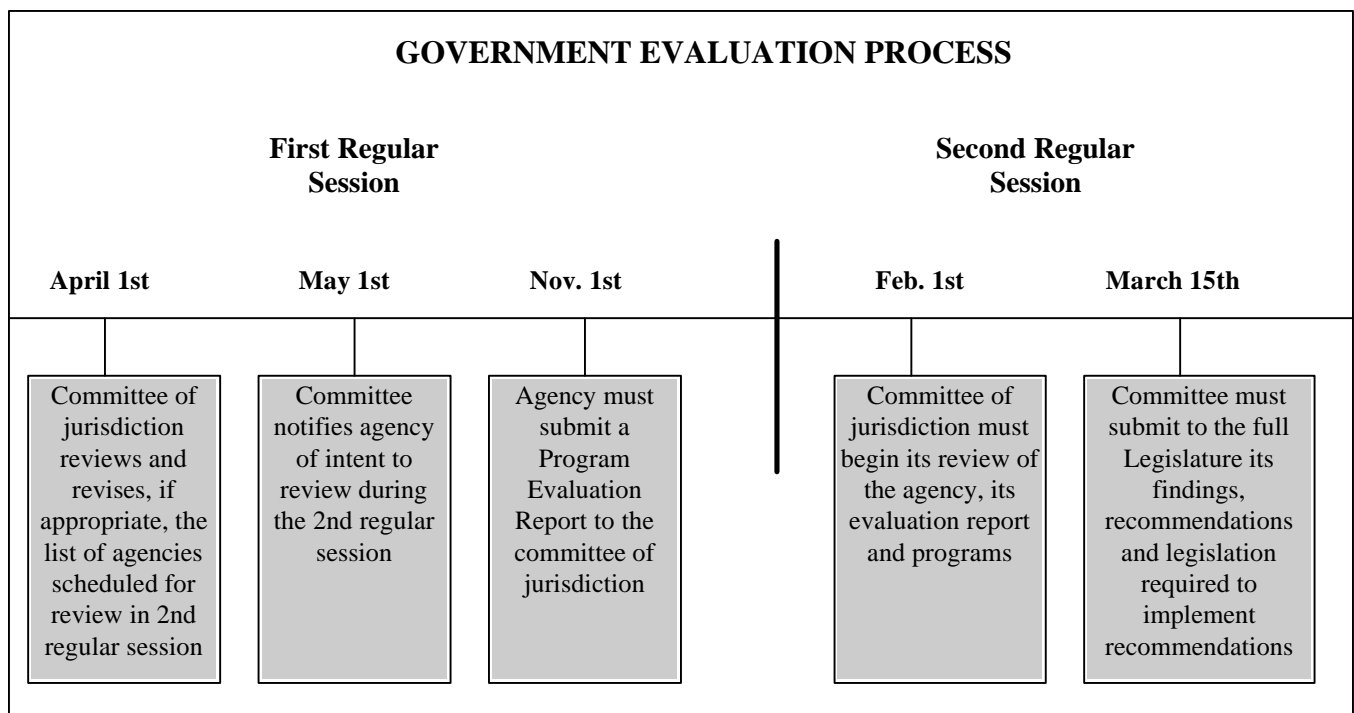 GOVERNMENT EVALUATION PROCESS
First Regular
Session
Second Regular
Session
April 1st
May 1st
Nov. 1st
Feb. 1st
March 15th
Committee of
jurisdiction
reviews and
revises, if
appropriate, the
list of agencies
scheduled for
review in 2nd
regular session
Committee
notifies agency
of intent to
review during
the 2nd regular
session
Agency must
submit a
Program
Evaluation
Report to the
committee of
jurisdiction
Committee of
jurisdiction must
begin its review of
the agency, its
evaluation report
and programs
Committee must
submit to the full
Legislature its
findings,
recommendations
and legislation
required to
implement
recommendations